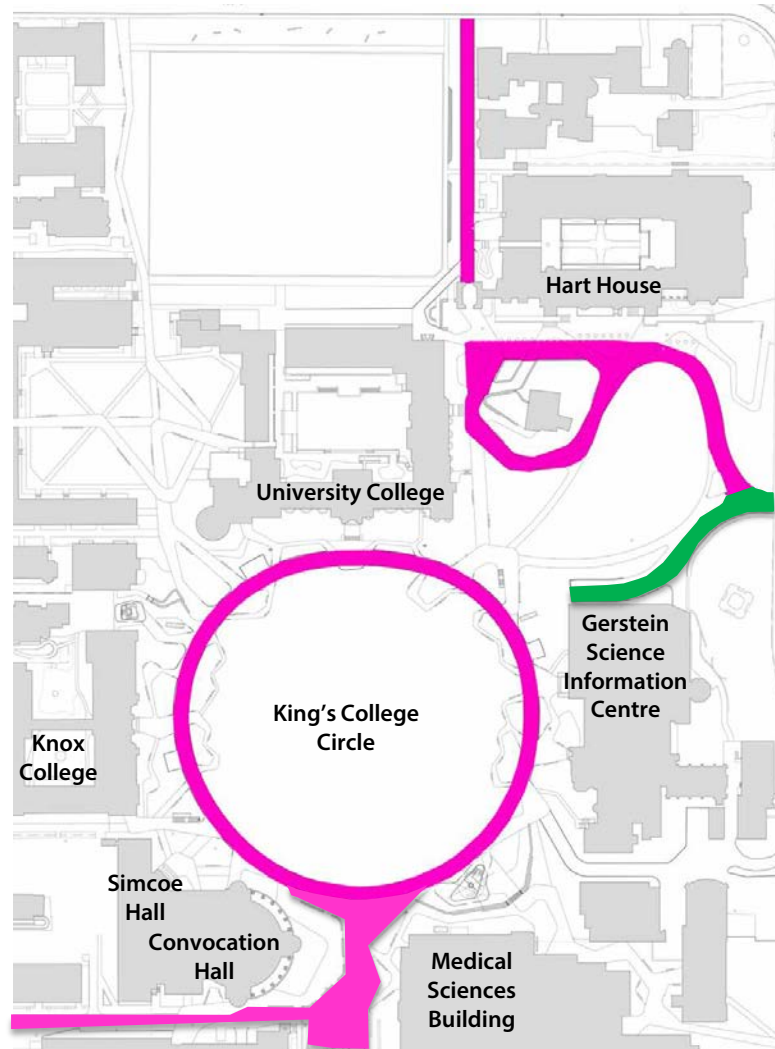 Hart House
University College
Gerstein
Science
Information
Centre
King's College
Circle
Knox
College
Simcoe
Hall
Convocation
Hall
Medical
Sciences
Building